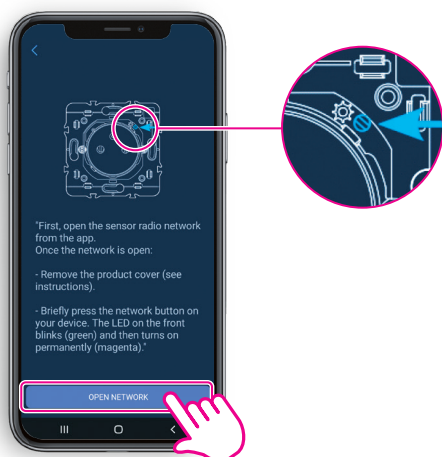 "First, open the sensor radio network
from the app.
Once the network is open:
- Remove the product cover (see
instructions).
- Briefly press the network button on
your device. The LED on the front
blinks (green) and then turns on
permanently (magenta)."
OPEN NETWORK